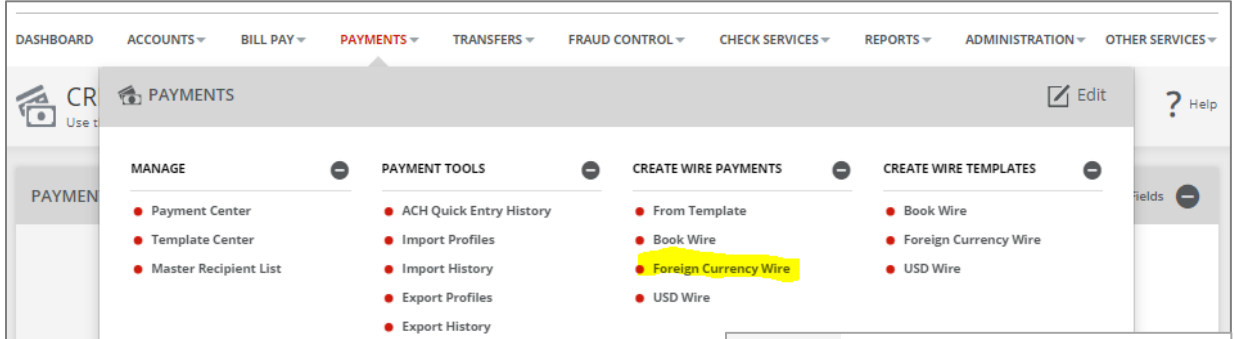 DASHBOARD ACCOUNTS BILL PAY PAYMENTS TRANSFERS FRAUD CONTROL CHECK SERVICES REPORTS ADMINISTRATION OTHER SERVICES
PAYMENTS Edit
? Help
MANAGE
Payment Center
Template Center
Master Recipient List
PAYMENT TOOLS
ACH Quick Entry History
Import Profiles
Import History
Export Profiles
Export History
CREATE WIRE PAYMENTS
From Template
Book Wire
Foreign Currency Wire
USD Wire
CREATE WIRE TEMPLATES
Book Wire
Foreign Currency Wire
USD Wire
Fields